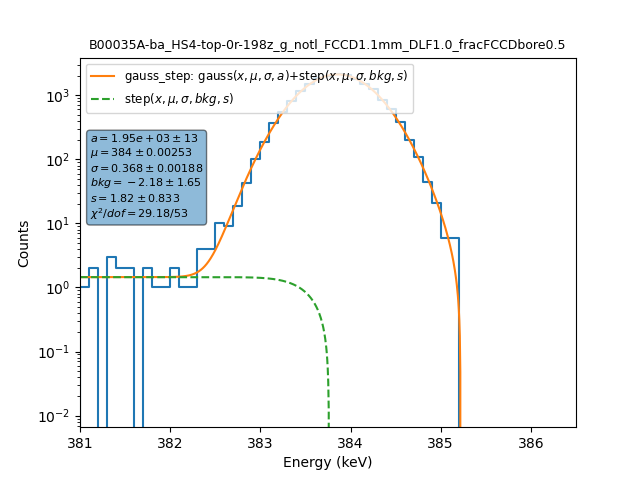 B00035A-ba_HS4-top-0r-198z_g_notl_FCCD1.1mm_DLF1.0_fracFCCDbore0.5
gauss_step: gauss(x, μ, σ, a)+step(x, μ, σ, bkg, s)
step(x, μ, σ, bkg, s)
a = 1.95e + 03 ± 13
μ = 384 ± 0.00253
σ = 0.368 ± 0.00188
bkg = − 2.18 ± 1.65
s = 1.82 ± 0.833
χ²/dof = 29.18/53
10³
10²
10¹
10⁰
10⁻¹
10⁻²
Counts
381 382 383 384 385 386
Energy (keV)